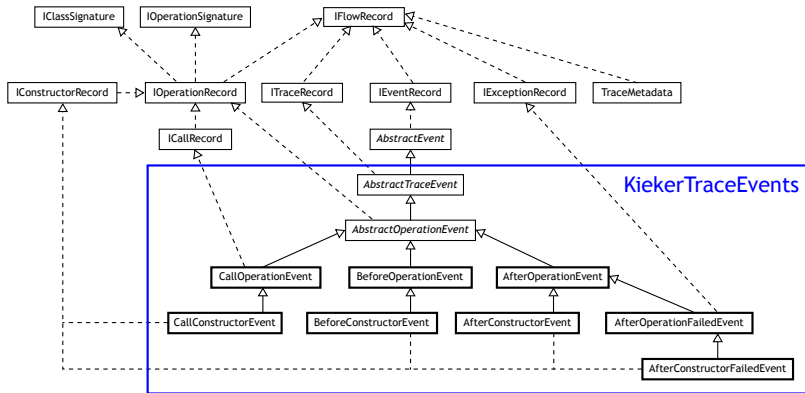 IClassSignature
IOperationSignature
IFlowRecord
IConstructorRecord
IOperationRecord
ITraceRecord
IEventRecord
IExceptionRecord
TraceMetadata
ICallRecord
AbstractEvent
KiekerTraceEvents
AbstractTraceEvent
AbstractOperationEvent
CallOperationEvent
BeforeOperationEvent
AfterOperationEvent
CallConstructorEvent
BeforeConstructorEvent
AfterConstructorEvent
AfterOperationFailedEvent
AfterConstructorFailedEvent